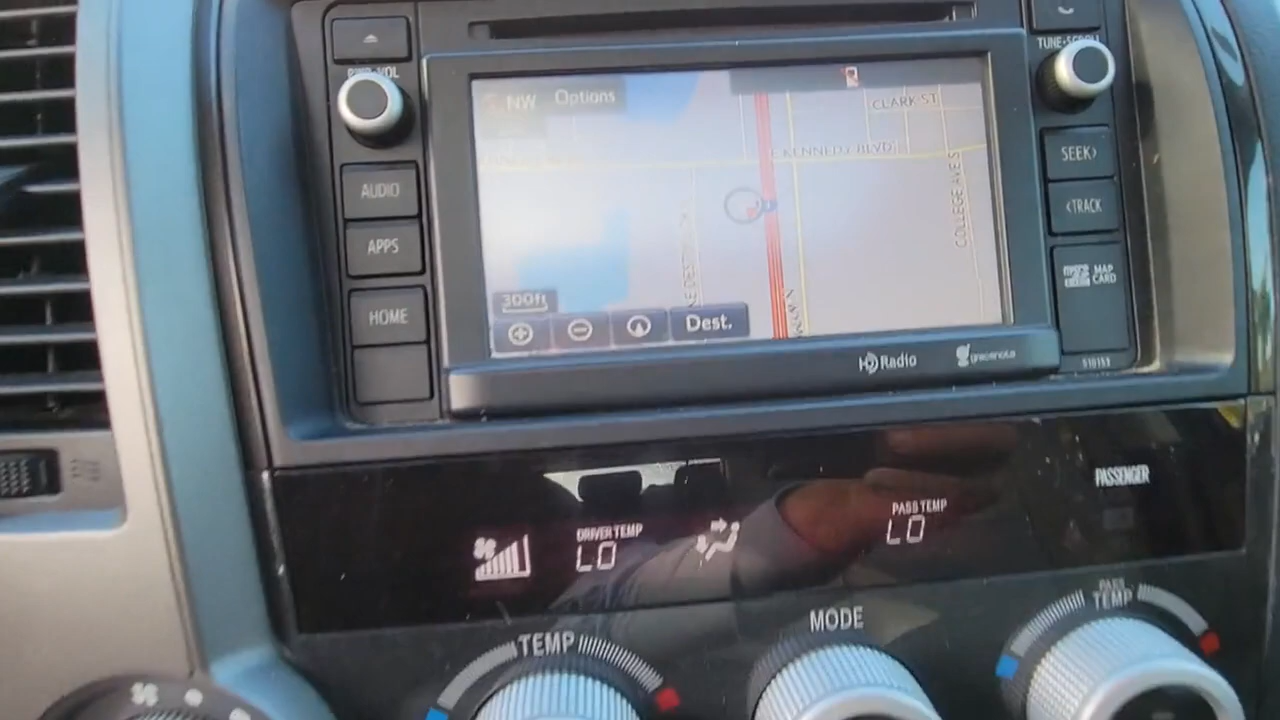 PWR·VOL
TUNE·SCROLL
NW
Options
CLARK ST
E KENNEDY BLVD
AUDIO
SEEK>
COLLEGE AVE S
<TRACK
APPS
MAP
CARD
300ft
HOME
Dest.
HD Radio
gracenote
510153
PASSENGER
DRIVER TEMP
LO
PASS TEMP
LO
TEMP
MODE
PASS
TEMP